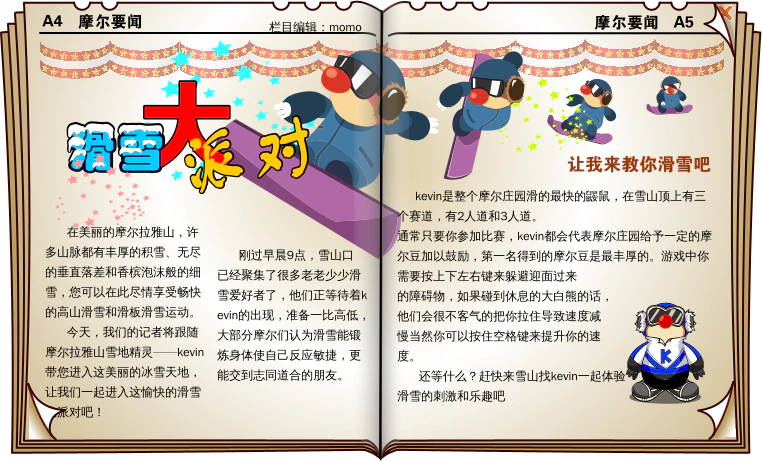 A4 摩尔要闻
栏目编辑：momo
滑雪大派对
在美丽的摩尔拉雅山，许
多山脉都有丰厚的积雪、无尽
的垂直落差和香槟泡沫般的细
雪，您可以在此尽情享受畅快
的高山滑雪和滑板滑雪运动。
今天，我们的记者将跟随
摩尔拉雅山雪地精灵——kevin
带您进入这美丽的冰雪天地，
让我们一起进入这愉快的滑雪
派对吧！
刚过早晨9点，雪山口
已经聚集了很多老老少少滑
雪爱好者了，他们正等待着k
evin的出现，准备一比高低，
大部分摩尔们认为滑雪能锻
炼身体使自己反应敏捷，更
能交到志同道合的朋友。
摩尔要闻 A5
让我来教你滑雪吧
kevin是整个摩尔庄园滑的最快的鼹鼠，在雪山顶上有三
个赛道，有2人道和3人道。
通常只要你参加比赛，kevin都会代表摩尔庄园给予一定的摩
尔豆加以鼓励，第一名得到的摩尔豆是最丰厚的。游戏中你
需要按上下左右键来躲避迎面过来
的障碍物，如果碰到休息的大白熊的话，
他们会很不客气的把你拉住导致速度减
慢当然你可以按住空格键来提升你的速
度。
还等什么？赶快来雪山找kevin一起体验
滑雪的刺激和乐趣吧
K